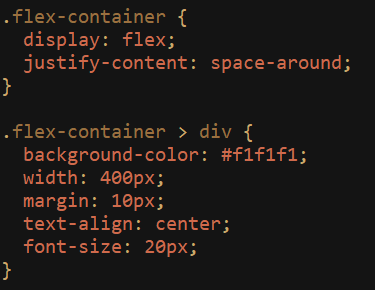 .flex-container {
  display: flex;
  justify-content: space-around;
}

.flex-container > div {
  background-color: #f1f1f1;
  width: 400px;
  margin: 10px;
  text-align: center;
  font-size: 20px;
}